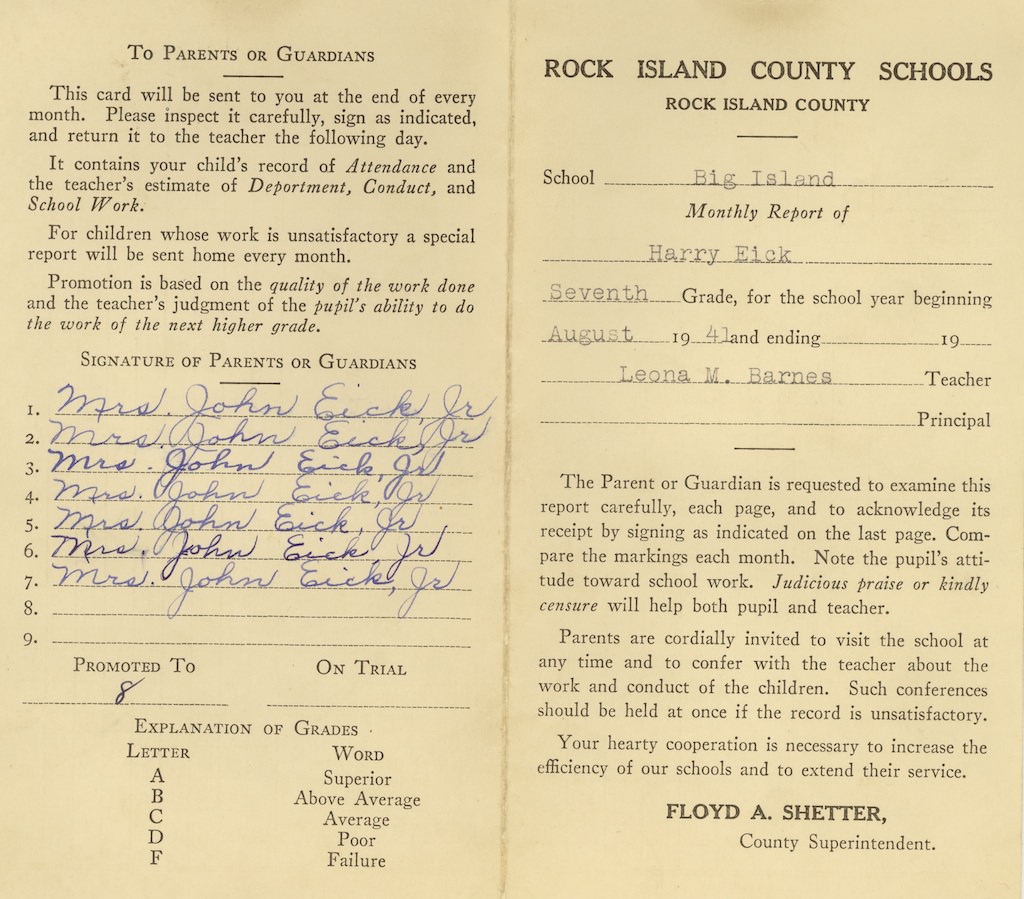 To Parents or Guardians
This card will be sent to you at the end of every
month. Please inspect it carefully, sign as indicated,
and return it to the teacher the following day.
It contains your child's record of Attendance and
the teacher's estimate of Deportment, Conduct, and
School Work.
For children whose work is unsatisfactory a special
report will be sent home every month.
Promotion is based on the quality of the work done
and the teacher's judgment of the pupil's ability to do
the work of the next higher grade.
Signature of Parents or Guardians
1. Mrs. John Eick, Jr
2. Mrs. John Eick, Jr
3. Mrs. John Eick, Jr
4. Mrs. John Eick, Jr
5. Mrs. John Eick, Jr.
6. Mrs. John Eick, Jr
7. Mrs. John Eick, Jr
8.
9.
Promoted To On Trial
8
Explanation of Grades
Letter Word
A Superior
B Above Average
C Average
D Poor
F Failure
ROCK ISLAND COUNTY SCHOOLS
ROCK ISLAND COUNTY
School Big Island
Monthly Report of
Harry Eick
Seventh Grade, for the school year beginning
August 19 41 and ending 19
Leona M. Barnes Teacher
Principal
The Parent or Guardian is requested to examine this
report carefully, each page, and to acknowledge its
receipt by signing as indicated on the last page. Com-
pare the markings each month. Note the pupil's atti-
tude toward school work. Judicious praise or kindly
censure will help both pupil and teacher.
Parents are cordially invited to visit the school at
any time and to confer with the teacher about the
work and conduct of the children. Such conferences
should be held at once if the record is unsatisfactory.
Your hearty cooperation is necessary to increase the
efficiency of our schools and to extend their service.
FLOYD A. SHETTER,
County Superintendent.